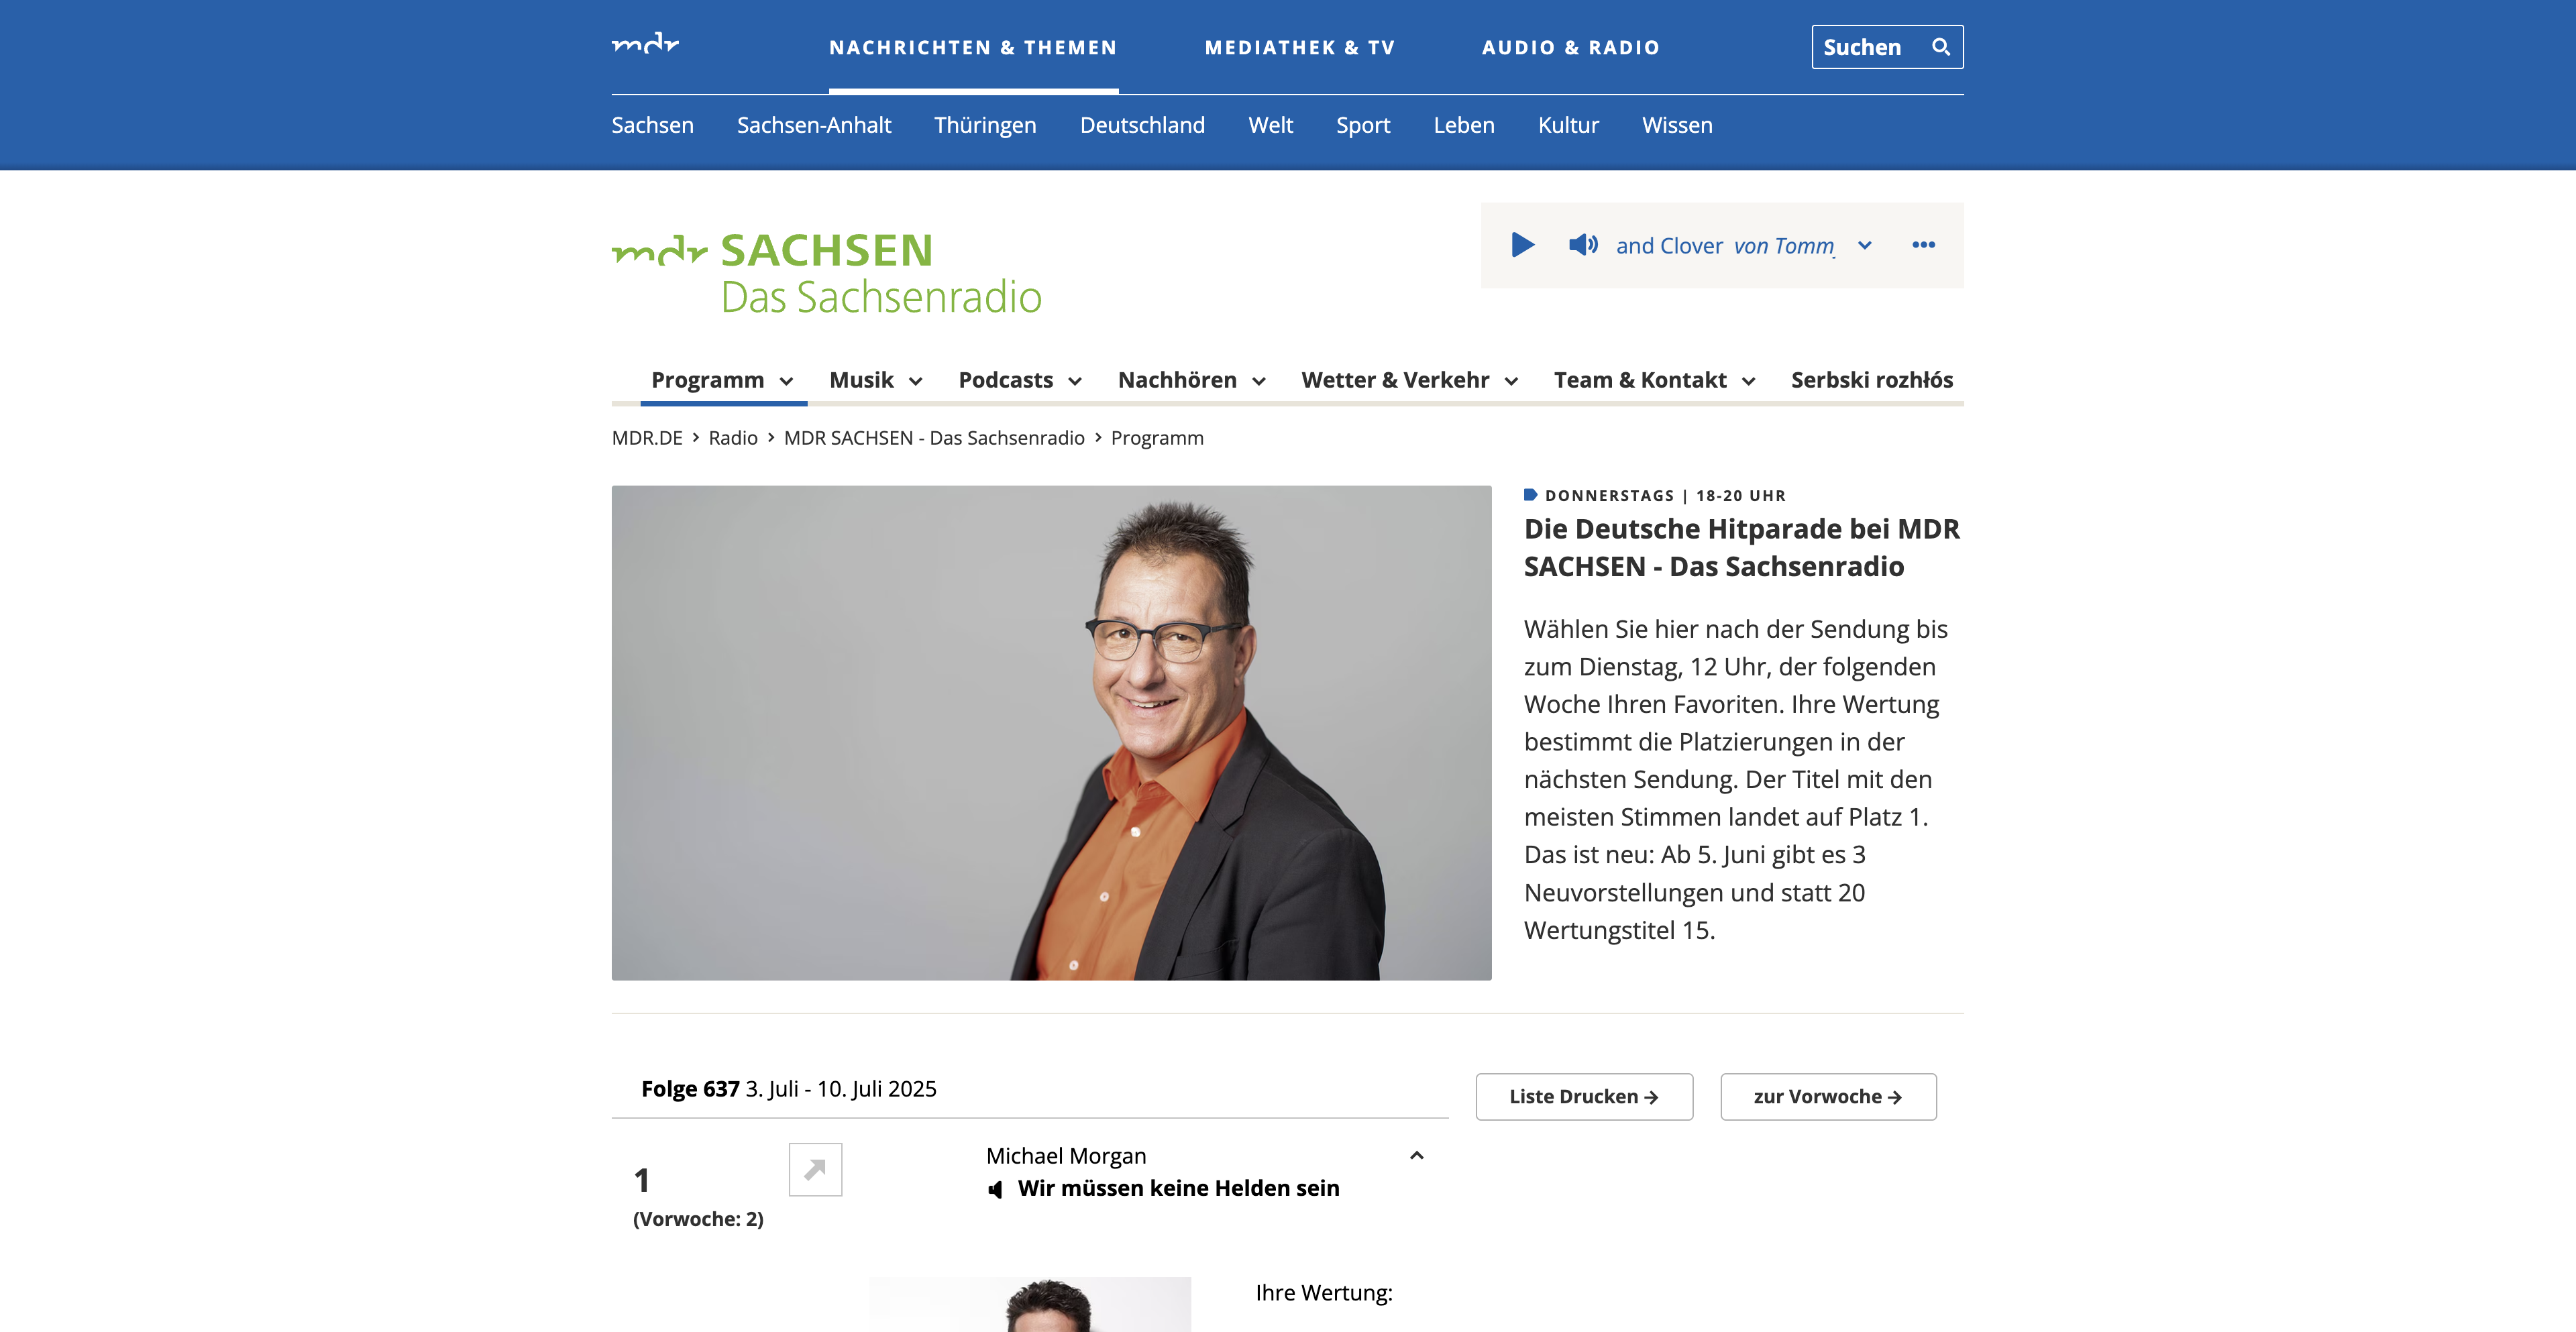 mdr
NACHRICHTEN & THEMEN
MEDIATHEK & TV
AUDIO & RADIO
Suchen
Sachsen
Sachsen-Anhalt
Thüringen
Deutschland
Welt
Sport
Leben
Kultur
Wissen
mdr SACHSEN
Das Sachsenradio
and Clover von Tommy
Programm
Musik
Podcasts
Nachhören
Wetter & Verkehr
Team & Kontakt
Serbski rozhłós
MDR.DE > Radio > MDR SACHSEN - Das Sachsenradio > Programm
DONNERSTAGS | 18-20 UHR
Die Deutsche Hitparade bei MDR
SACHSEN - Das Sachsenradio
Wählen Sie hier nach der Sendung bis
zum Dienstag, 12 Uhr, der folgenden
Woche Ihren Favoriten. Ihre Wertung
bestimmt die Platzierungen in der
nächsten Sendung. Der Titel mit den
meisten Stimmen landet auf Platz 1.
Das ist neu: Ab 5. Juni gibt es 3
Neuvorstellungen und statt 20
Wertungstitel 15.
Folge 637 3. Juli - 10. Juli 2025
Liste Drucken →
zur Vorwoche →
1
(Vorwoche: 2)
Michael Morgan
Wir müssen keine Helden sein
Ihre Wertung: